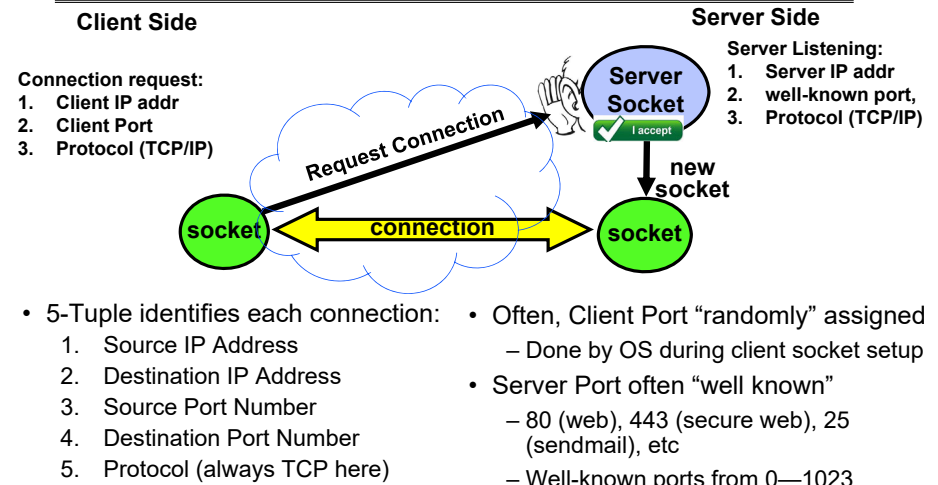 Client Side
Server Side
Connection request:
1. Client IP addr
2. Client Port
3. Protocol (TCP/IP)
Server Listening:
1. Server IP addr
2. well-known port,
3. Protocol (TCP/IP)
Server
Socket
I accept
Request Connection
new
socket
socket
connection
socket
• 5-Tuple identifies each connection:
1. Source IP Address
2. Destination IP Address
3. Source Port Number
4. Destination Port Number
5. Protocol (always TCP here)
• Often, Client Port “randomly” assigned
– Done by OS during client socket setup
• Server Port often “well known”
– 80 (web), 443 (secure web), 25
(sendmail), etc
– Well-known ports from 0—1023